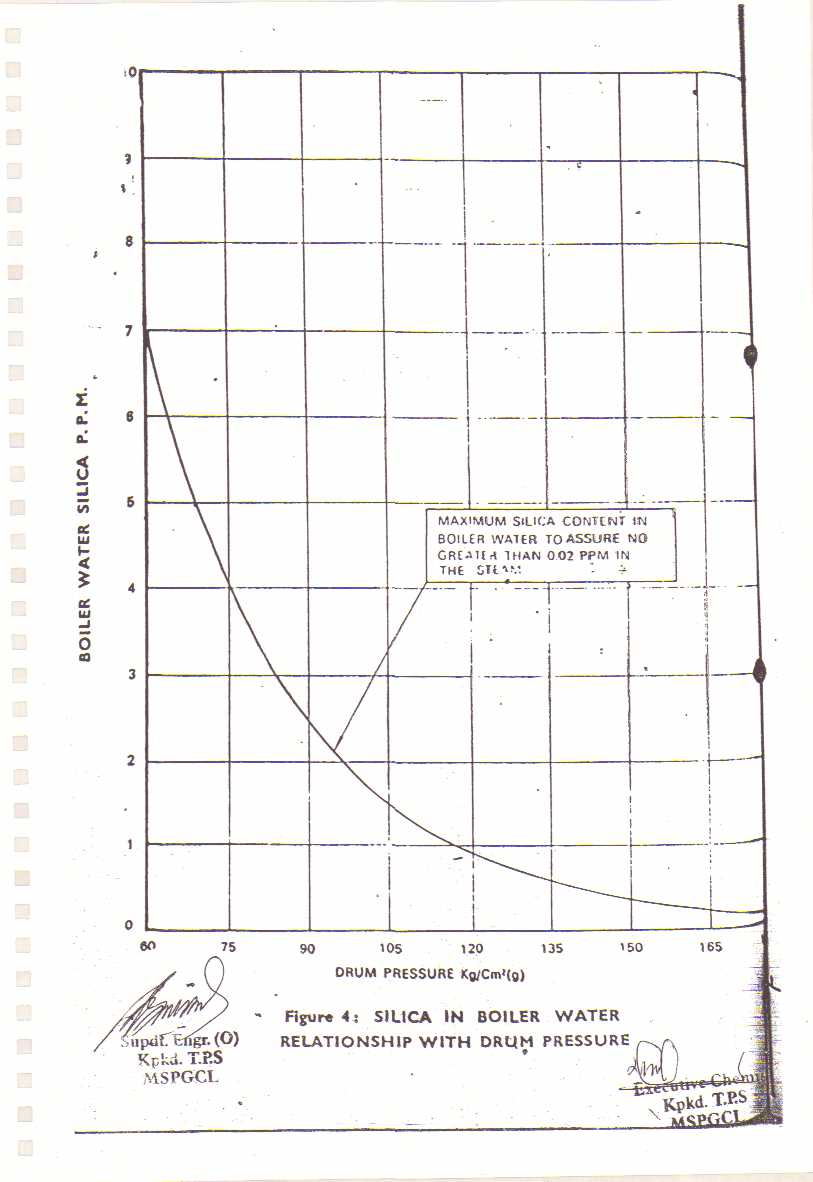 10
9
8
7
6
5
4
3
2
1
0
BOILER WATER SILICA P.P.M.
MAXIMUM SILICA CONTENT IN
BOILER WATER TO ASSURE NO
GREATER THAN 0.02 PPM IN
THE STEAM
60 75 90 105 120 135 150 165
DRUM PRESSURE Kg/Cm²(g)
Figure 4: SILICA IN BOILER WATER
RELATIONSHIP WITH DRUM PRESSURE
Supdt. Engr. (O)
Kpkd. T.P.S
MSPGCL
Executive Chemist
Kpkd. T.P.S
MSPGCL